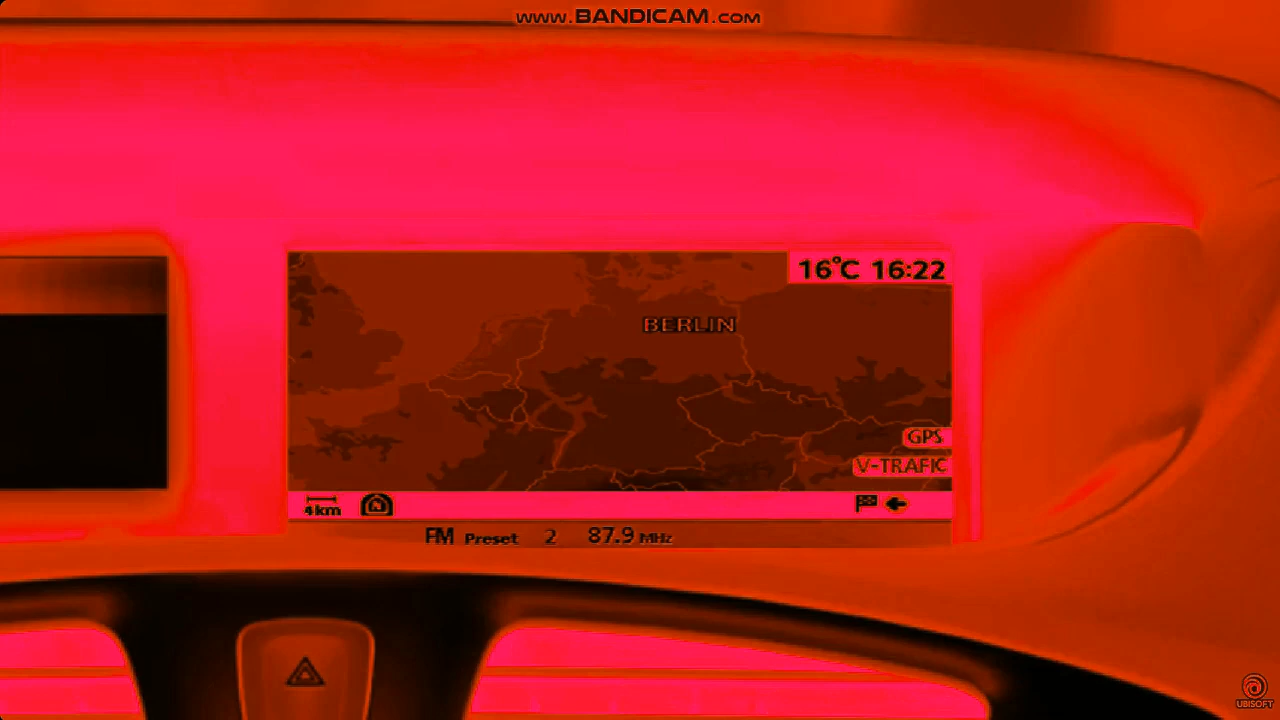 www.BANDICAM.com
16°C 16:22
BERLIN
GPS
V-TRAFIC
4km N
FM Preset 2 87.9 MHz
UBISOFT